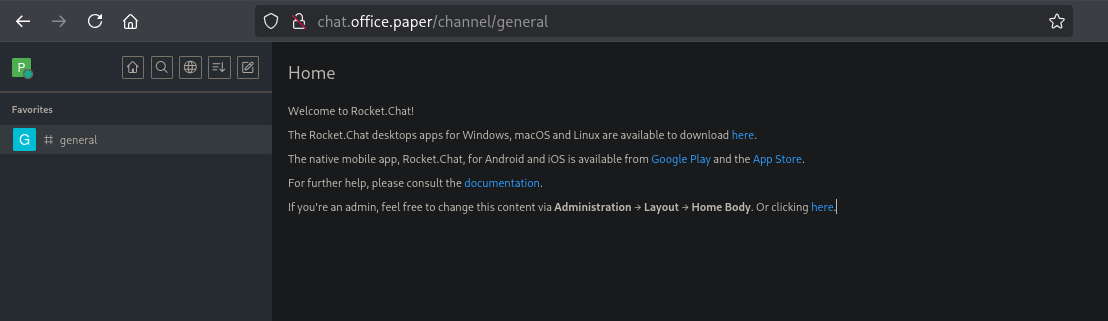 chat.office.paper/channel/general
P
Favorites
G # general
Home
Welcome to Rocket.Chat!
The Rocket.Chat desktops apps for Windows, macOS and Linux are available to download here.
The native mobile app, Rocket.Chat, for Android and iOS is available from Google Play and the App Store.
For further help, please consult the documentation.
If you're an admin, feel free to change this content via Administration → Layout → Home Body. Or clicking here.